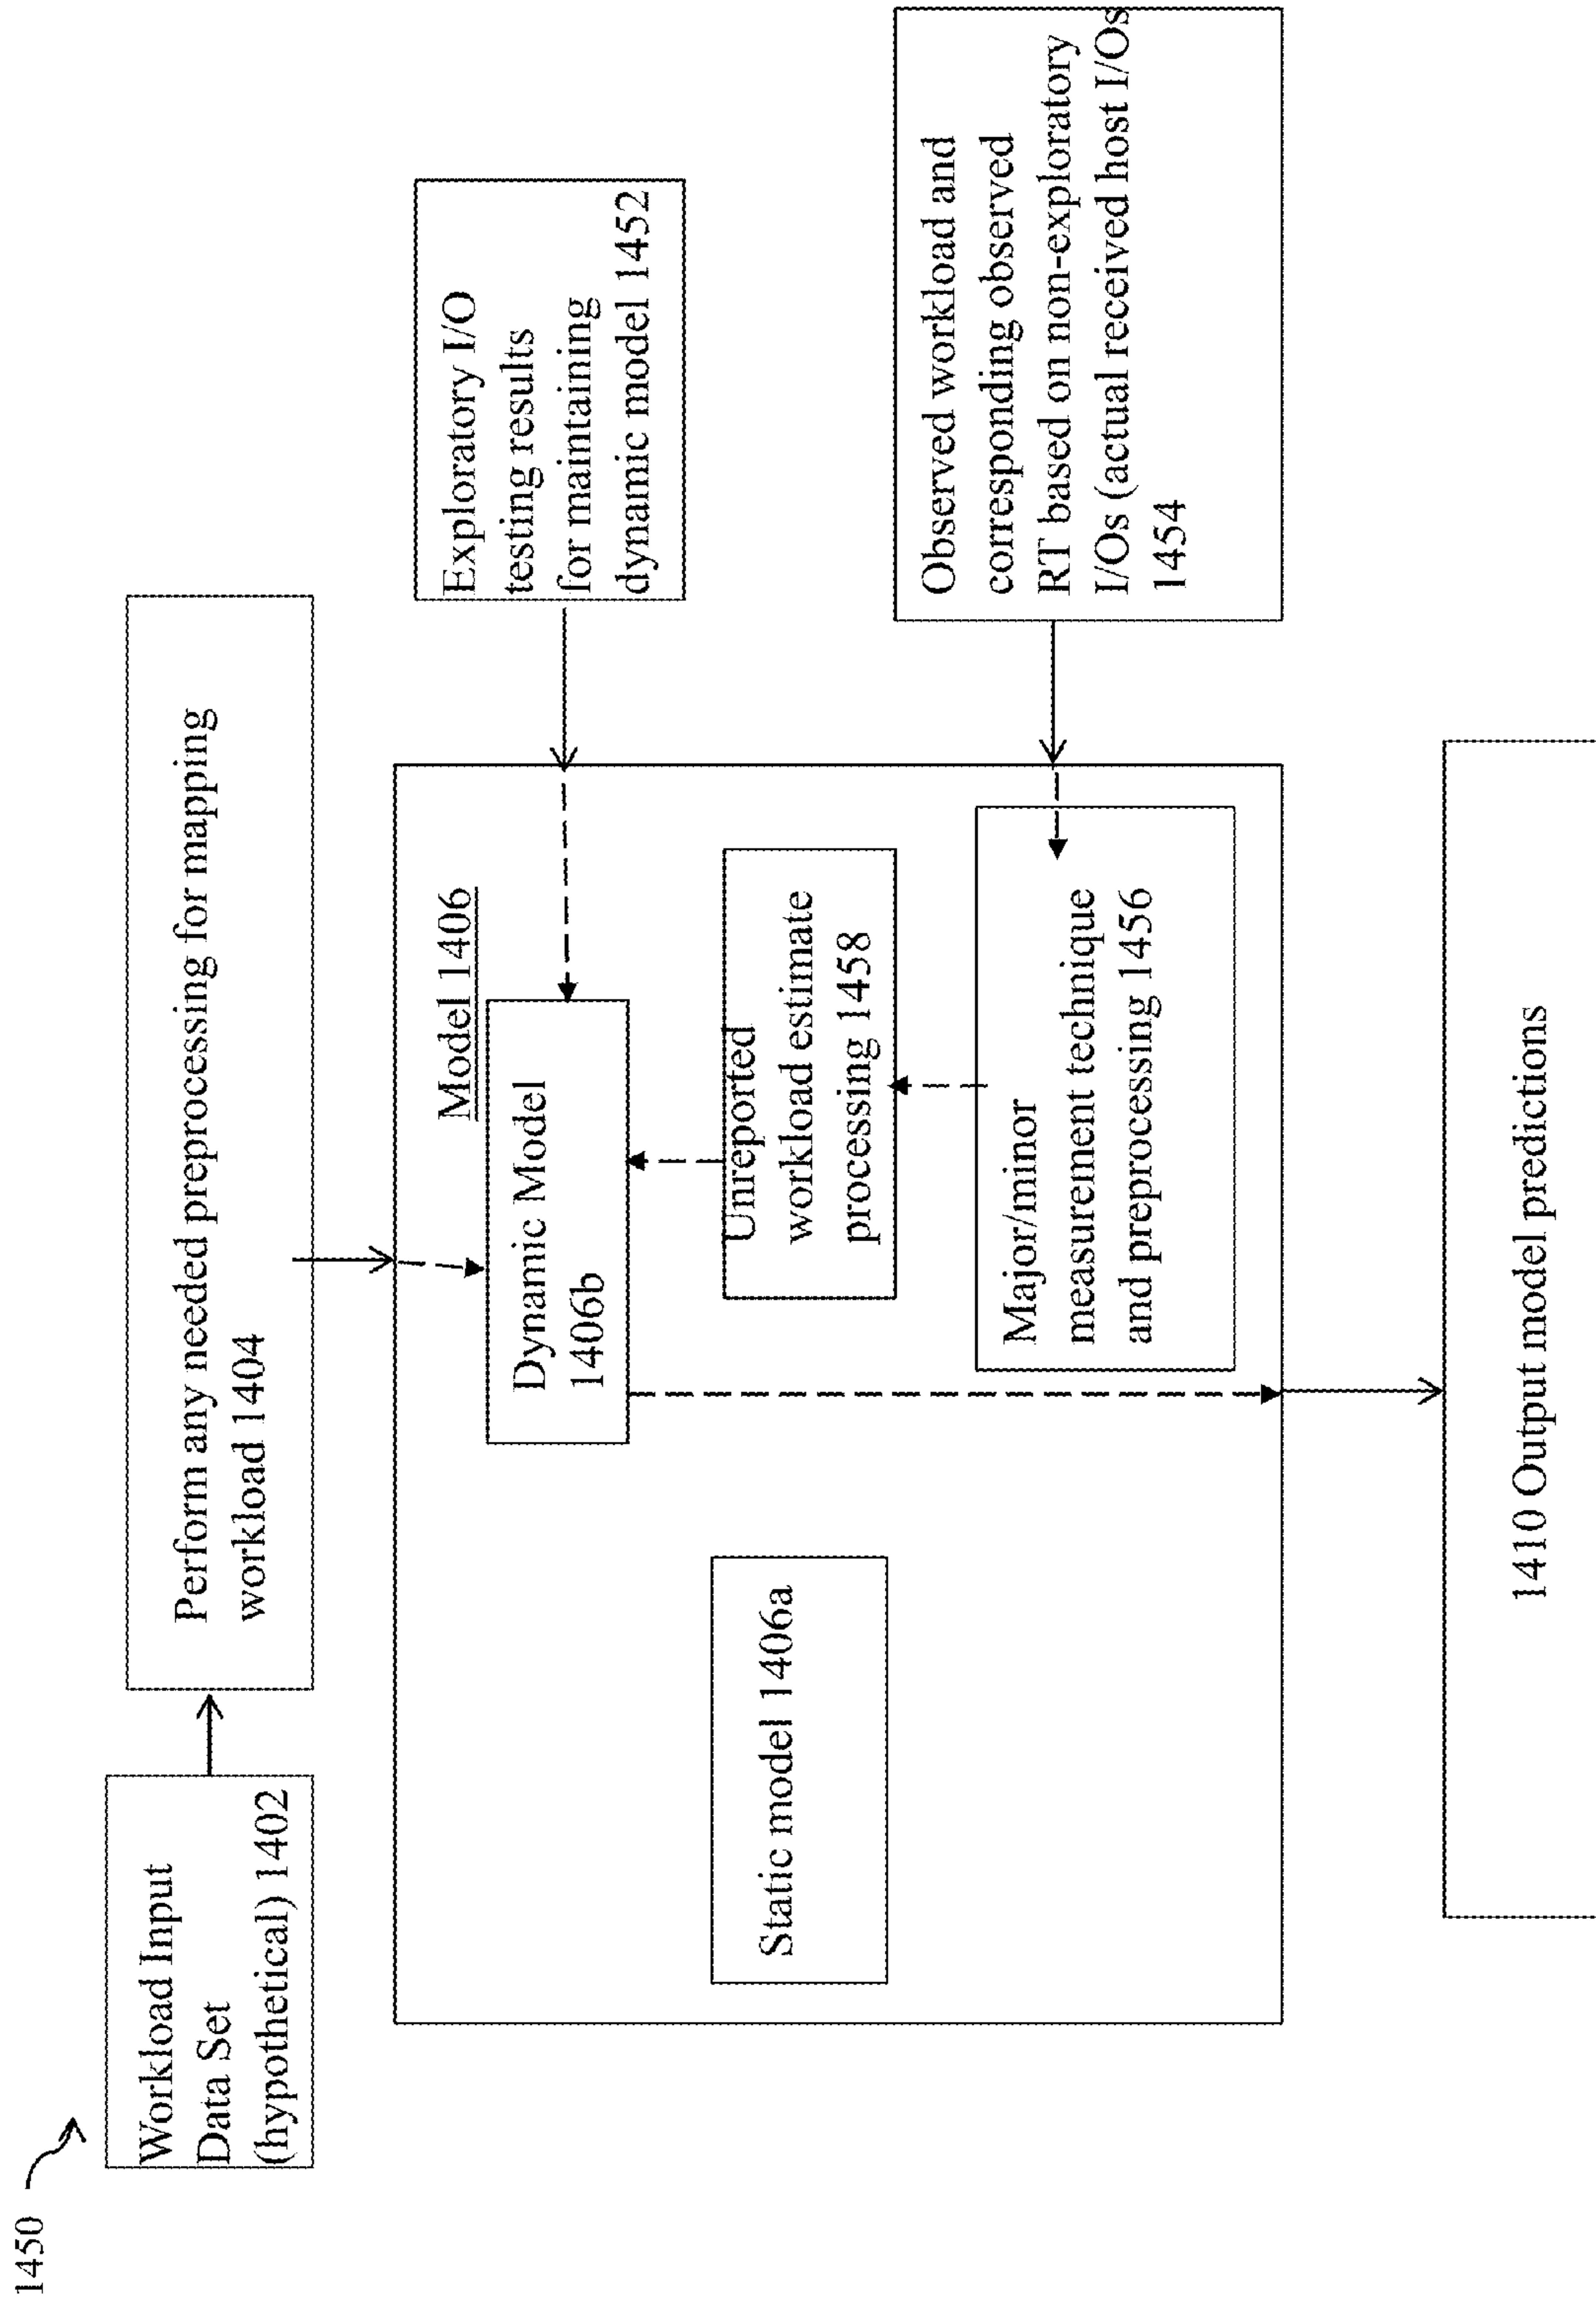 1450
Workload Input
Data Set
(hypothetical) 1402
Perform any needed preprocessing for mapping
workload 1404
Exploratory I/O
testing results
for maintaining
dynamic model 1452
Model 1406
Dynamic Model
1406b
Static model 1406a
Unreported
workload estimate
processing 1458
Major/minor
measurement technique
and preprocessing 1456
Observed workload and
corresponding observed
RT based on non-exploratory
I/Os (actual received host I/Os
1454
1410 Output model predictions